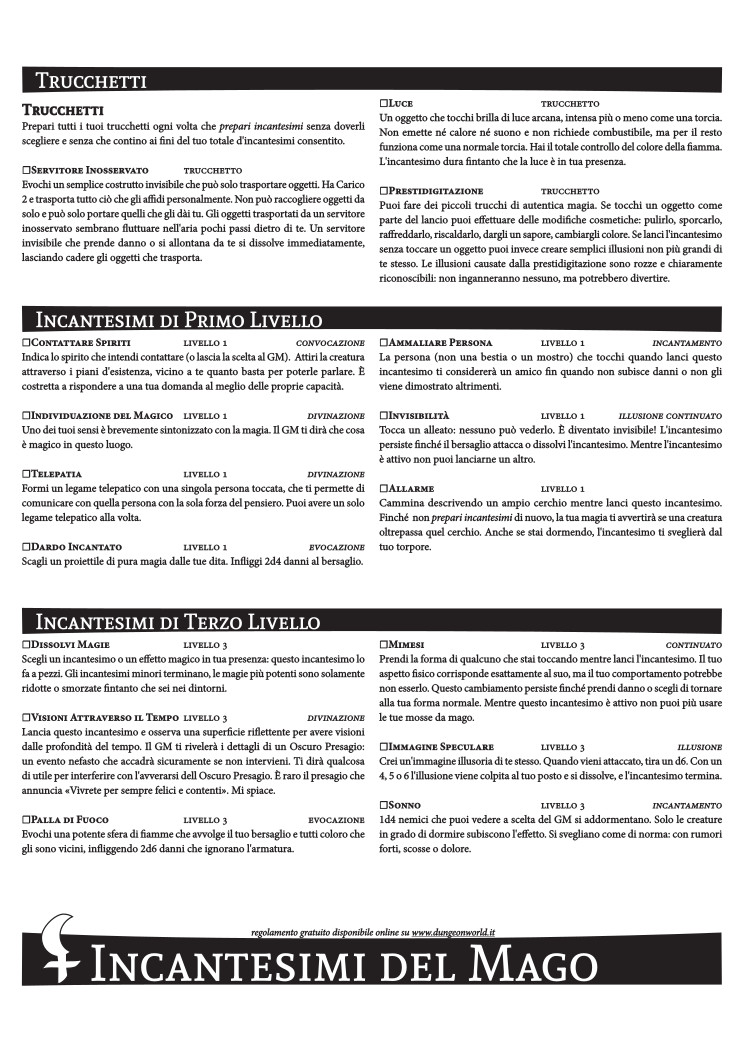 Trucchetti
Trucchetti
Prepari tutti i tuoi trucchetti ogni volta che prepari incantesimi senza doverli
scegliere e senza che contino ai fini del tuo totale d'incantesimi consentito.
☐Servitore Inosservato TRUCCHETTO
Evochi un semplice costrutto invisibile che può solo trasportare oggetti. Ha Carico
2 e trasporta tutto ciò che gli affidi personalmente. Non può raccogliere oggetti da
solo e può solo portare quelli che gli dài tu. Gli oggetti trasportati da un servitore
inosservato sembrano fluttuare nell'aria pochi passi dietro di te. Un servitore
invisibile che prende danno o si allontana da te si dissolve immediatamente,
lasciando cadere gli oggetti che trasporta.
☐Luce TRUCCHETTO
Un oggetto che tocchi brilla di luce arcana, intensa più o meno come una torcia.
Non emette né calore né suono e non richiede combustibile, ma per il resto
funziona come una normale torcia. Hai il totale controllo del colore della fiamma.
L'incantesimo dura fintanto che la luce è in tua presenza.
☐Prestidigitazione TRUCCHETTO
Puoi fare dei piccoli trucchi di autentica magia. Se tocchi un oggetto come
parte del lancio puoi effettuare delle modifiche cosmetiche: pulirlo, sporcarlo,
raffreddarlo, riscaldarlo, dargli un sapore, cambiargli colore. Se lanci l'incantesimo
senza toccare un oggetto puoi invece creare semplici illusioni non più grandi di
te stesso. Le illusioni causate dalla prestidigitazione sono rozze e chiaramente
riconoscibili: non inganneranno nessuno, ma potrebbero divertire.
Incantesimi di Primo Livello
☐Contattare Spiriti LIVELLO 1 CONVOCAZIONE
Indica lo spirito che intendi contattare (o lascia la scelta al GM). Attiri la creatura
attraverso i piani d'esistenza, vicino a te quanto basta per poterle parlare. È
costretta a rispondere a una tua domanda al meglio delle proprie capacità.
☐Individuazione del Magico LIVELLO 1 DIVINAZIONE
Uno dei tuoi sensi è brevemente sintonizzato con la magia. Il GM ti dirà che cosa
è magico in questo luogo.
☐Telepatia LIVELLO 1 DIVINAZIONE
Formi un legame telepatico con una singola persona toccata, che ti permette di
comunicare con quella persona con la sola forza del pensiero. Puoi avere un solo
legame telepatico alla volta.
☐Dardo Incantato LIVELLO 1 EVOCAZIONE
Scagli un proiettile di pura magia dalle tue dita. Infliggi 2d4 danni al bersaglio.
☐Ammaliare Persona LIVELLO 1 INCANTAMENTO
La persona (non una bestia o un mostro) che tocchi quando lanci questo
incantesimo ti considererà un amico fin quando non subisce danni o non gli
viene dimostrato altrimenti.
☐Invisibilità LIVELLO 1 ILLUSIONE CONTINUATO
Tocca un alleato: nessuno può vederlo. È diventato invisibile! L'incantesimo
persiste finché il bersaglio attacca o dissolvi l'incantesimo. Mentre l'incantesimo
è attivo non puoi lanciarne un altro.
☐Allarme LIVELLO 1
Cammina descrivendo un ampio cerchio mentre lanci questo incantesimo.
Finché non prepari incantesimi di nuovo, la tua magia ti avvertirà se una creatura
oltrepassa quel cerchio. Anche se stai dormendo, l'incantesimo ti sveglierà dal
tuo torpore.
Incantesimi di Terzo Livello
☐Dissolvi Magie LIVELLO 3
Scegli un incantesimo o un effetto magico in tua presenza: questo incantesimo lo
fa a pezzi. Gli incantesimi minori terminano, le magie più potenti sono solamente
ridotte o smorzate fintanto che sei nei dintorni.
☐Visioni Attraverso il Tempo LIVELLO 3 DIVINAZIONE
Lancia questo incantesimo e osserva una superficie riflettente per avere visioni
dalle profondità del tempo. Il GM ti rivelerà i dettagli di un Oscuro Presagio:
un evento nefasto che accadrà sicuramente se non intervieni. Ti dirà qualcosa
di utile per interferire con l'avverarsi dell Oscuro Presagio. È raro il presagio che
annuncia «Vivrete per sempre felici e contenti». Mi spiace.
☐Palla di Fuoco LIVELLO 3 EVOCAZIONE
Evochi una potente sfera di fiamme che avvolge il tuo bersaglio e tutti coloro che
gli sono vicini, infliggendo 2d6 danni che ignorano l'armatura.
☐Mimesi LIVELLO 3 CONTINUATO
Prendi la forma di qualcuno che stai toccando mentre lanci l'incantesimo. Il tuo
aspetto fisico corrisponde esattamente al suo, ma il tuo comportamento potrebbe
non esserlo. Questo cambiamento persiste finché prendi danno o scegli di tornare
alla tua forma normale. Mentre questo incantesimo è attivo non puoi più usare
le tue mosse da mago.
☐Immagine Speculare LIVELLO 3 ILLUSIONE
Crei un'immagine illusoria di te stesso. Quando vieni attaccato, tira un d6. Con un
4, 5 o 6 l'illusione viene colpita al tuo posto e si dissolve, e l'incantesimo termina.
☐Sonno LIVELLO 3 INCANTAMENTO
1d4 nemici che puoi vedere a scelta del GM si addormentano. Solo le creature
in grado di dormire subiscono l'effetto. Si svegliano come di norma: con rumori
forti, scosse o dolore.
regolamento gratuito disponibile online su www.dungeonworld.it
Incantesimi del Mago